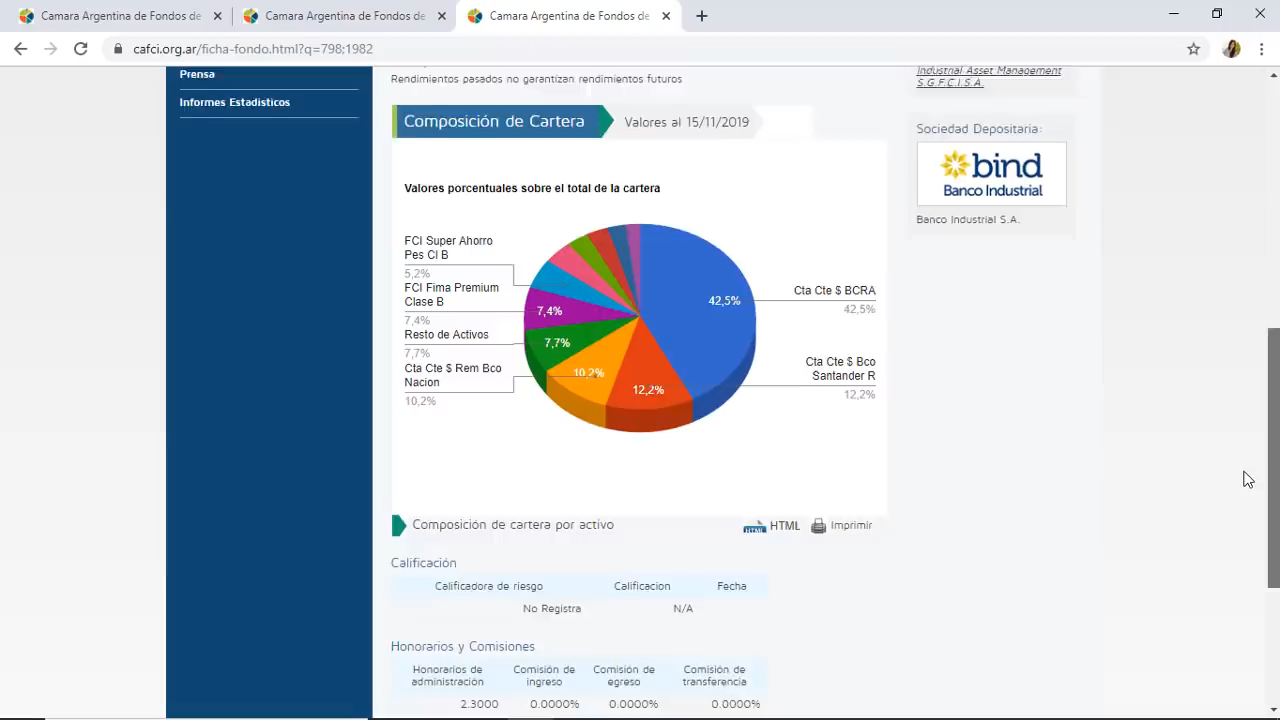 Camara Argentina de Fondos de
Camara Argentina de Fondos de
Camara Argentina de Fondos de
cafci.org.ar/ficha-fondo.html?q=798;1982
Prensa
Informes Estadisticos
Rendimientos pasados no garantizan rendimientos futuros
Composición de Cartera
Valores al 15/11/2019
Valores porcentuales sobre el total de la cartera
FCI Super Ahorro
Pes Cl B
5,2%
FCI Fima Premium
Clase B
7,4%
Resto de Activos
7,7%
Cta Cte $ Rem Bco
Nacion
10,2%
7,4%
7,7%
10,2%
12,2%
42,5%
Cta Cte $ BCRA
42,5%
Cta Cte $ Bco
Santander R
12,2%
Composición de cartera por activo
HTML
HTML
Imprimir
Calificación
Calificadora de riesgo Calificacion Fecha
No Registra N/A
Honorarios y Comisiones
Honorarios de Comisión de Comisión de Comisión de
administración ingreso egreso transferencia
2.3000 0.0000% 0.0000% 0.0000%
Industrial Asset Management
S.G.F.C.I.S.A.
Sociedad Depositaria:
bind
Banco Industrial
Banco Industrial S.A.